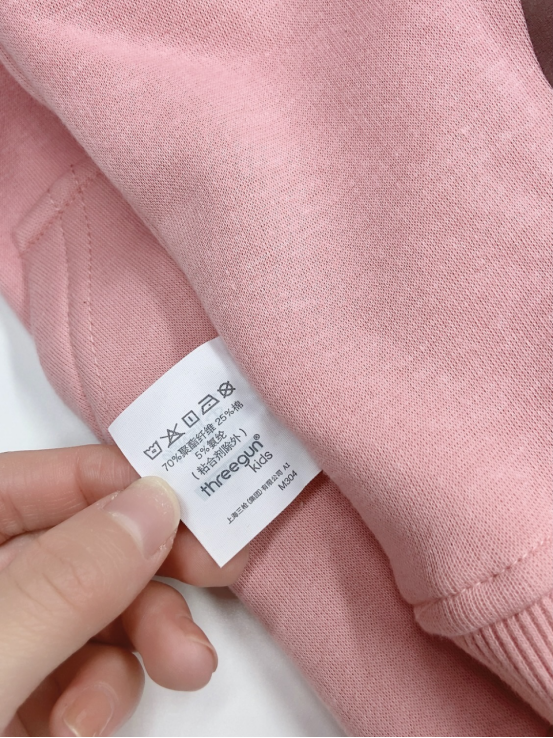 70%聚酯纤维 25%棉
5%氨纶
(粘合剂除外)
threegun®
kids
上海三枪(集团)有限公司 A1
M304